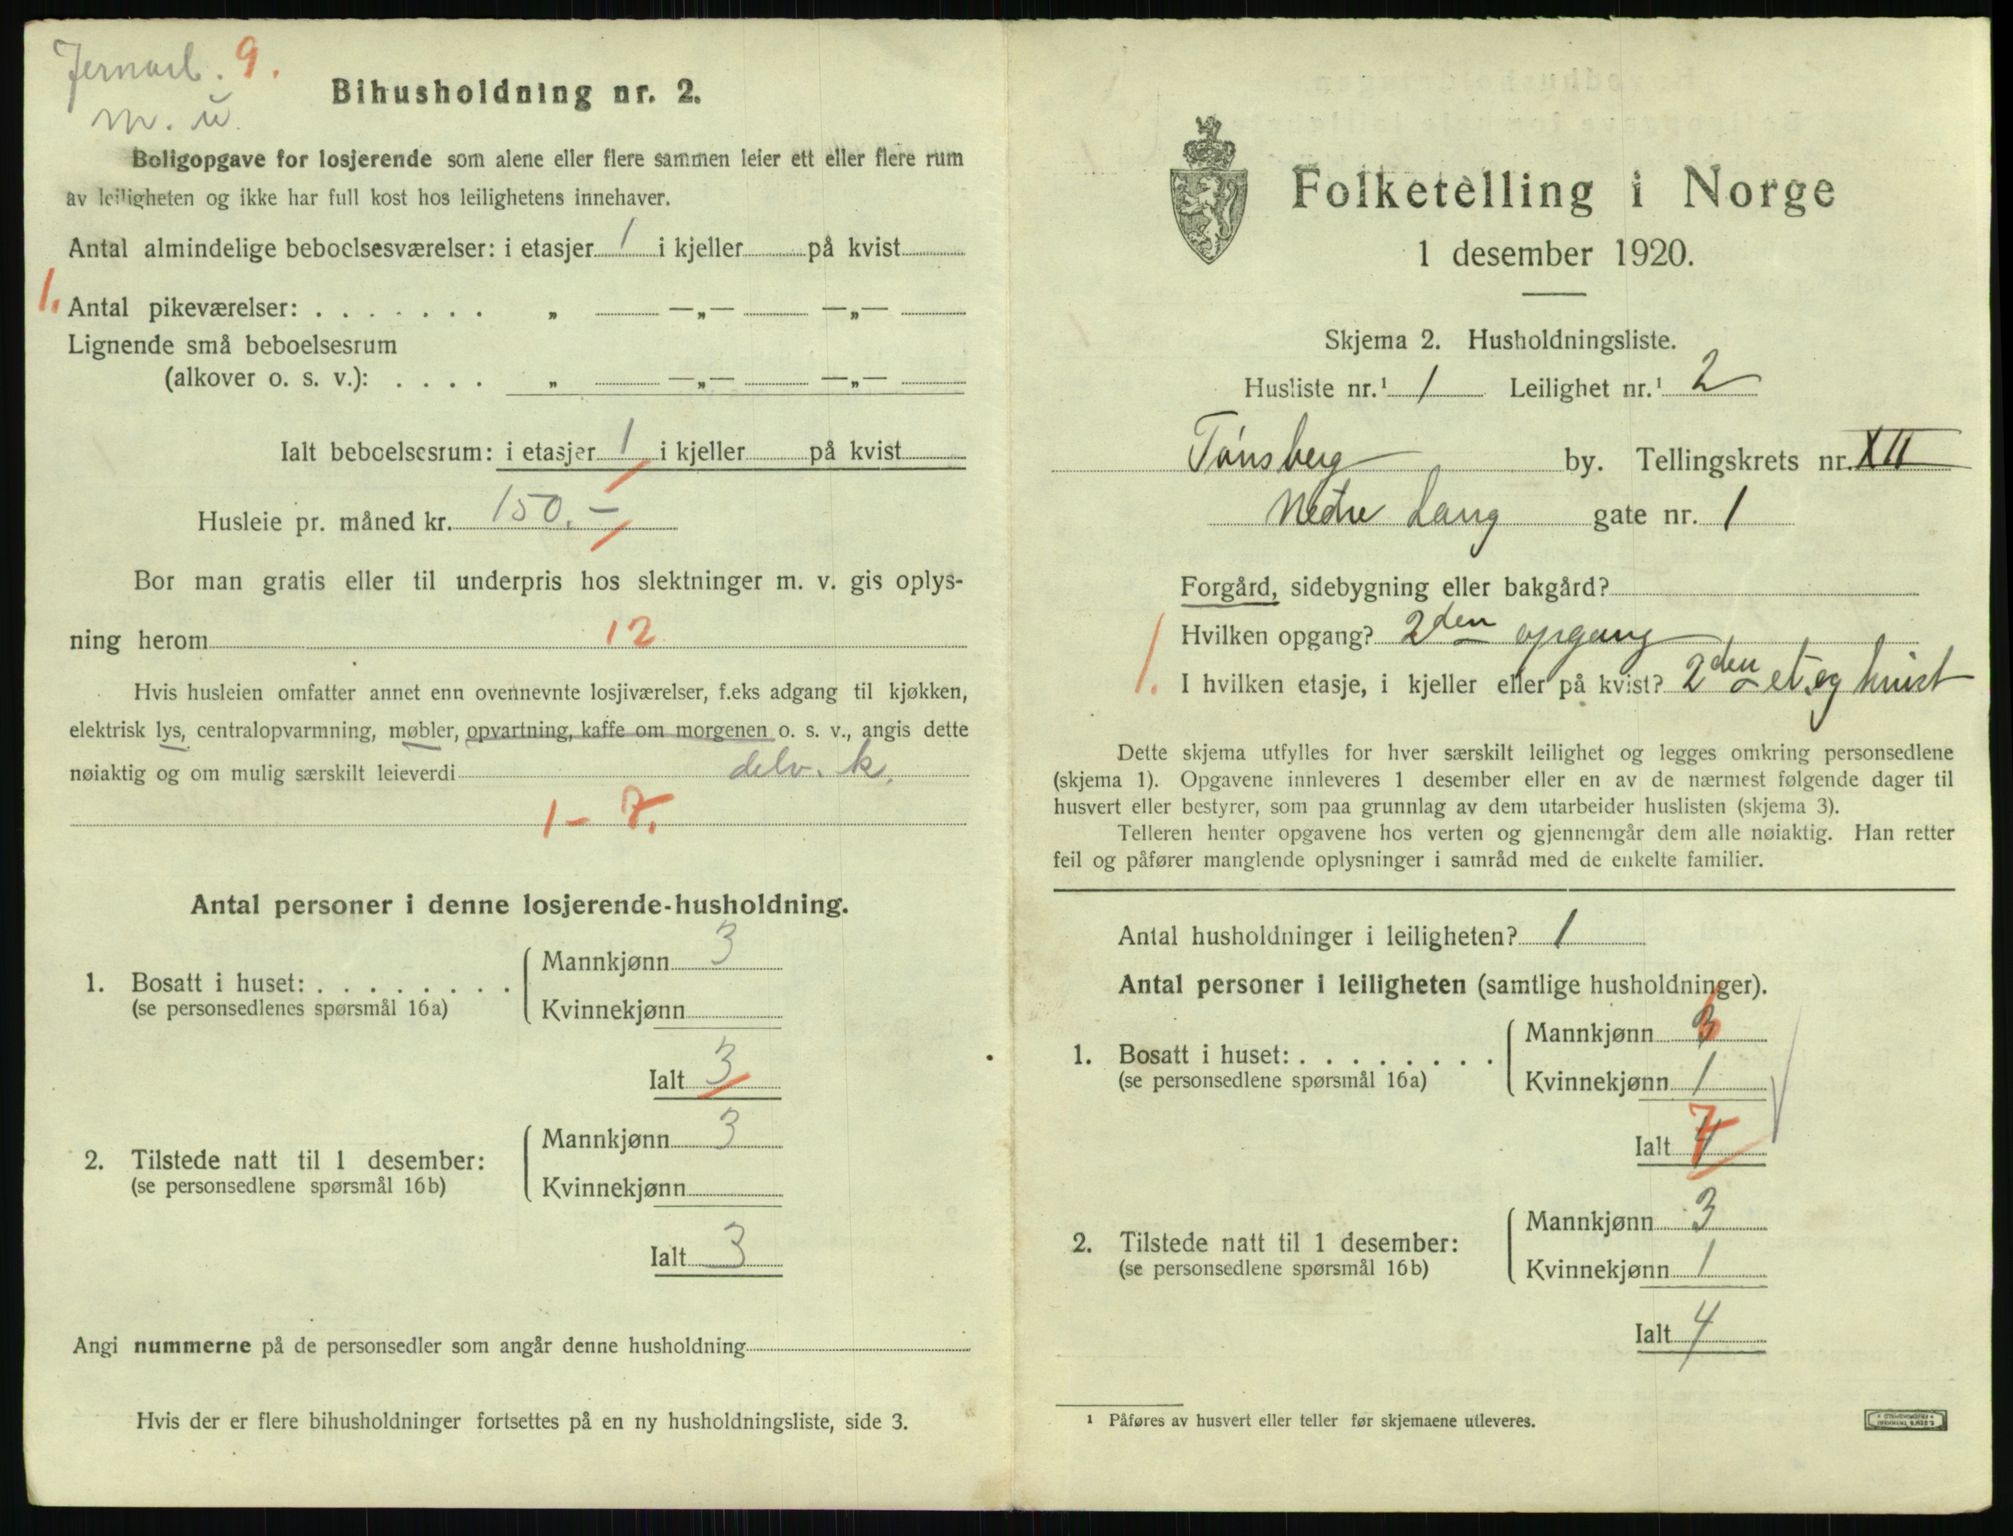 Jernarb. 9.
m. u.
Bihusholdning nr. 2.
Boligopgave for losjerende som alene eller flere sammen leier ett eller flere rum
av leiligheten og ikke har full kost hos leilighetens innehaver.
Antal almindelige beboelsesværelser: i etasjer 1 i kjeller på kvist
1.
Antal pikeværelser: . . . . . . . „ —„— —„—
Lignende små beboelsesrum
(alkover o. s. v.): . . . . „ —„— —„—
Ialt beboelsesrum: i etasjer 1 i kjeller på kvist
Husleie pr. måned kr. 150.—
Bor man gratis eller til underpris hos slektninger m. v. gis oplys-
ning herom 12
Hvis husleien omfatter annet enn ovennevnte losjiværelser, f.eks adgang til kjøkken,
elektrisk lys, centralopvarmning, møbler, opvartning, kaffe om morgenen o. s. v., angis dette
nøiaktig og om mulig særskilt leieverdi delv. k.
1 - 7.
Antal personer i denne losjerende-husholdning.
1. Bosatt i huset: . . . . . . . .
(se personsedlenes spørsmål 16a)
Mannkjønn 3
Kvinnekjønn
Ialt 3
2. Tilstede natt til 1 desember:
(se personsedlene spørsmål 16b)
Mannkjønn 3
Kvinnekjønn
Ialt 3
Angi nummerne på de personsedler som angår denne husholdning
Hvis der er flere bihusholdninger fortsettes på en ny husholdningsliste, side 3.
Folketelling i Norge
1 desember 1920.
Skjema 2. Husholdningsliste.
Husliste nr.¹ 1 Leilighet nr.¹ 2
Tønsberg by. Tellingskrets nr. XII
Nedre Lang gate nr. 1
Forgård, sidebygning eller bakgård?
Hvilken opgang? 2den opgang
1.
I hvilken etasje, i kjeller eller på kvist? 2den et. og kvist
Dette skjema utfylles for hver særskilt leilighet og legges omkring personsedlene
(skjema 1). Opgavene innleveres 1 desember eller en av de nærmest følgende dager til
husvert eller bestyrer, som paa grunnlag av dem utarbeider huslisten (skjema 3).
Telleren henter opgavene hos verten og gjennemgår dem alle nøiaktig. Han retter
feil og påfører manglende oplysninger i samråd med de enkelte familier.
Antal husholdninger i leiligheten? 1
Antal personer i leiligheten (samtlige husholdninger).
1. Bosatt i huset: . . . . . . . .
(se personsedlene spørsmål 16a)
Mannkjønn 6
Kvinnekjønn 1
Ialt 7
2. Tilstede natt til 1 desember:
(se personsedlene spørsmål 16b)
Mannkjønn 3
Kvinnekjønn 1
Ialt 4
¹ Påføres av husvert eller teller før skjemaene utleveres.